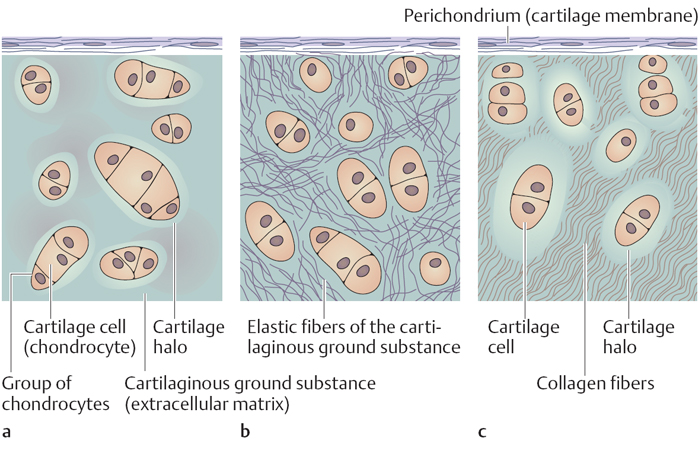 Perichondrium (cartilage membrane)
Cartilage cell
(chondrocyte)
Cartilage
halo
Group of
chondrocytes
Cartilaginous ground substance
(extracellular matrix)
a
Elastic fibers of the carti-
laginous ground substance
b
Cartilage
cell
Cartilage
halo
Collagen fibers
c